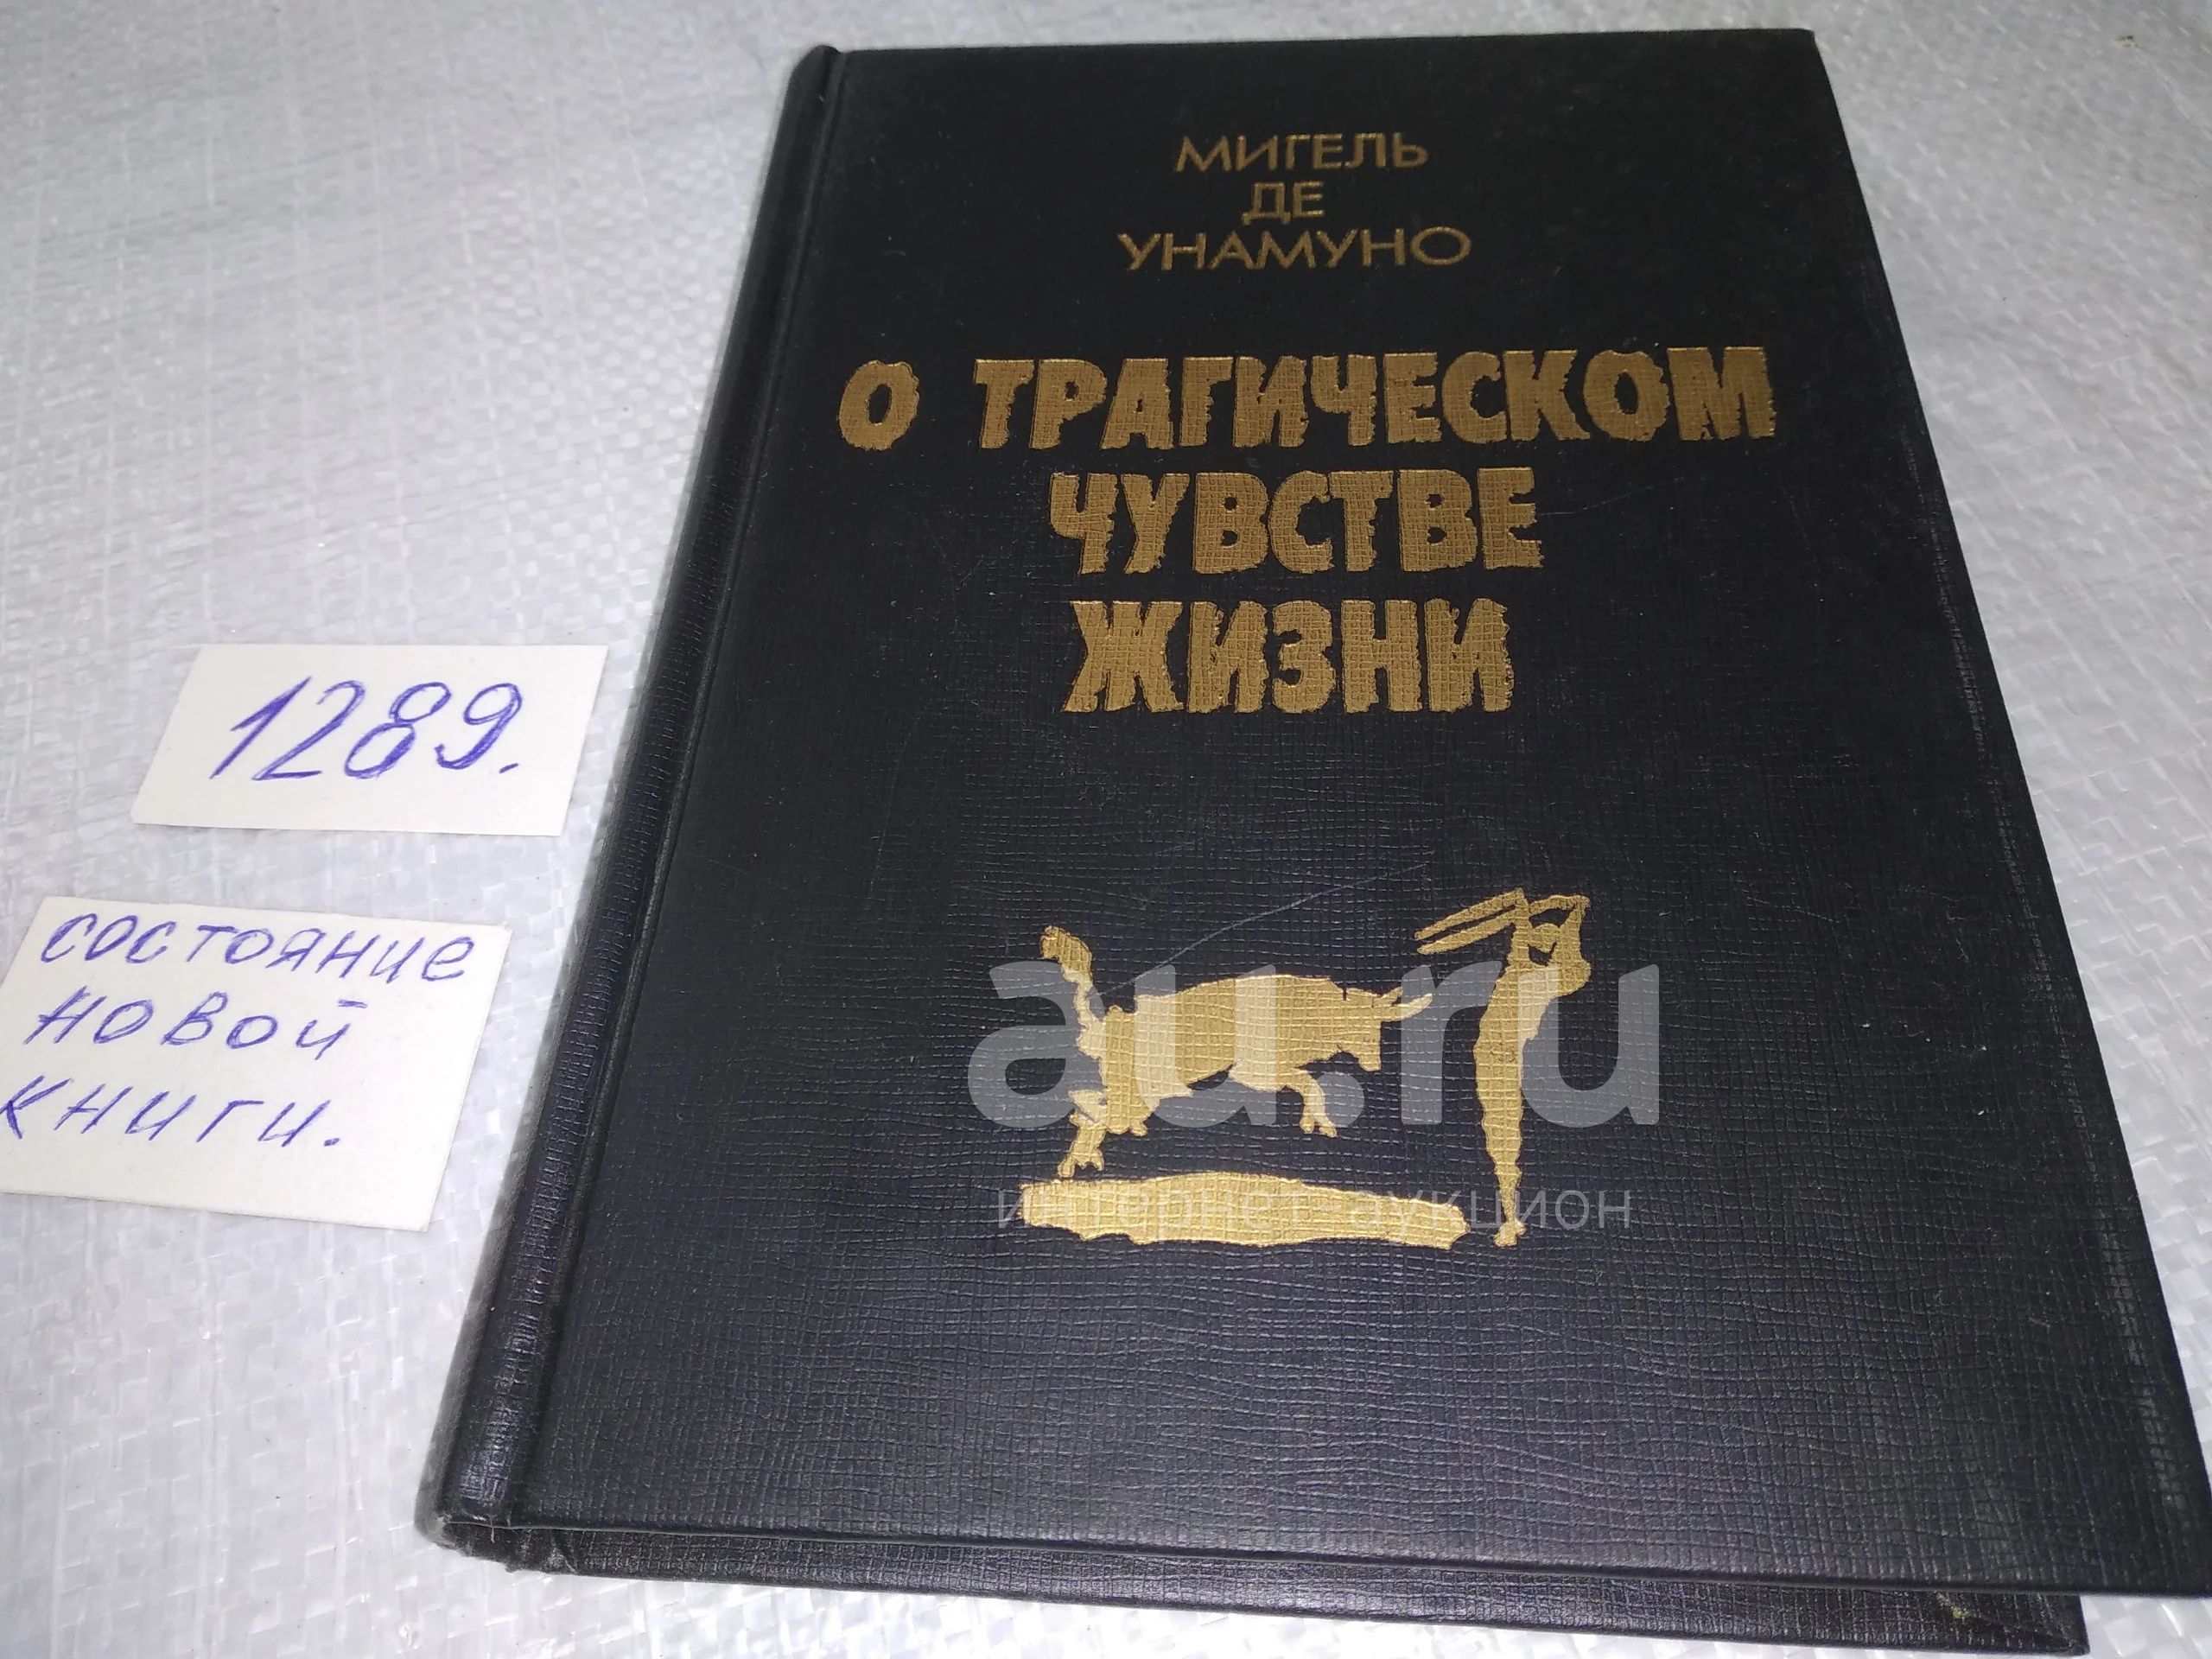 МИГЕЛЬ
ДЕ
УНАМУНО
О ТРАГИЧЕСКОМ
ЧУВСТВЕ
ЖИЗНИ
1289.
состояние
новой
книги.
au.ru
интернет-аукцион